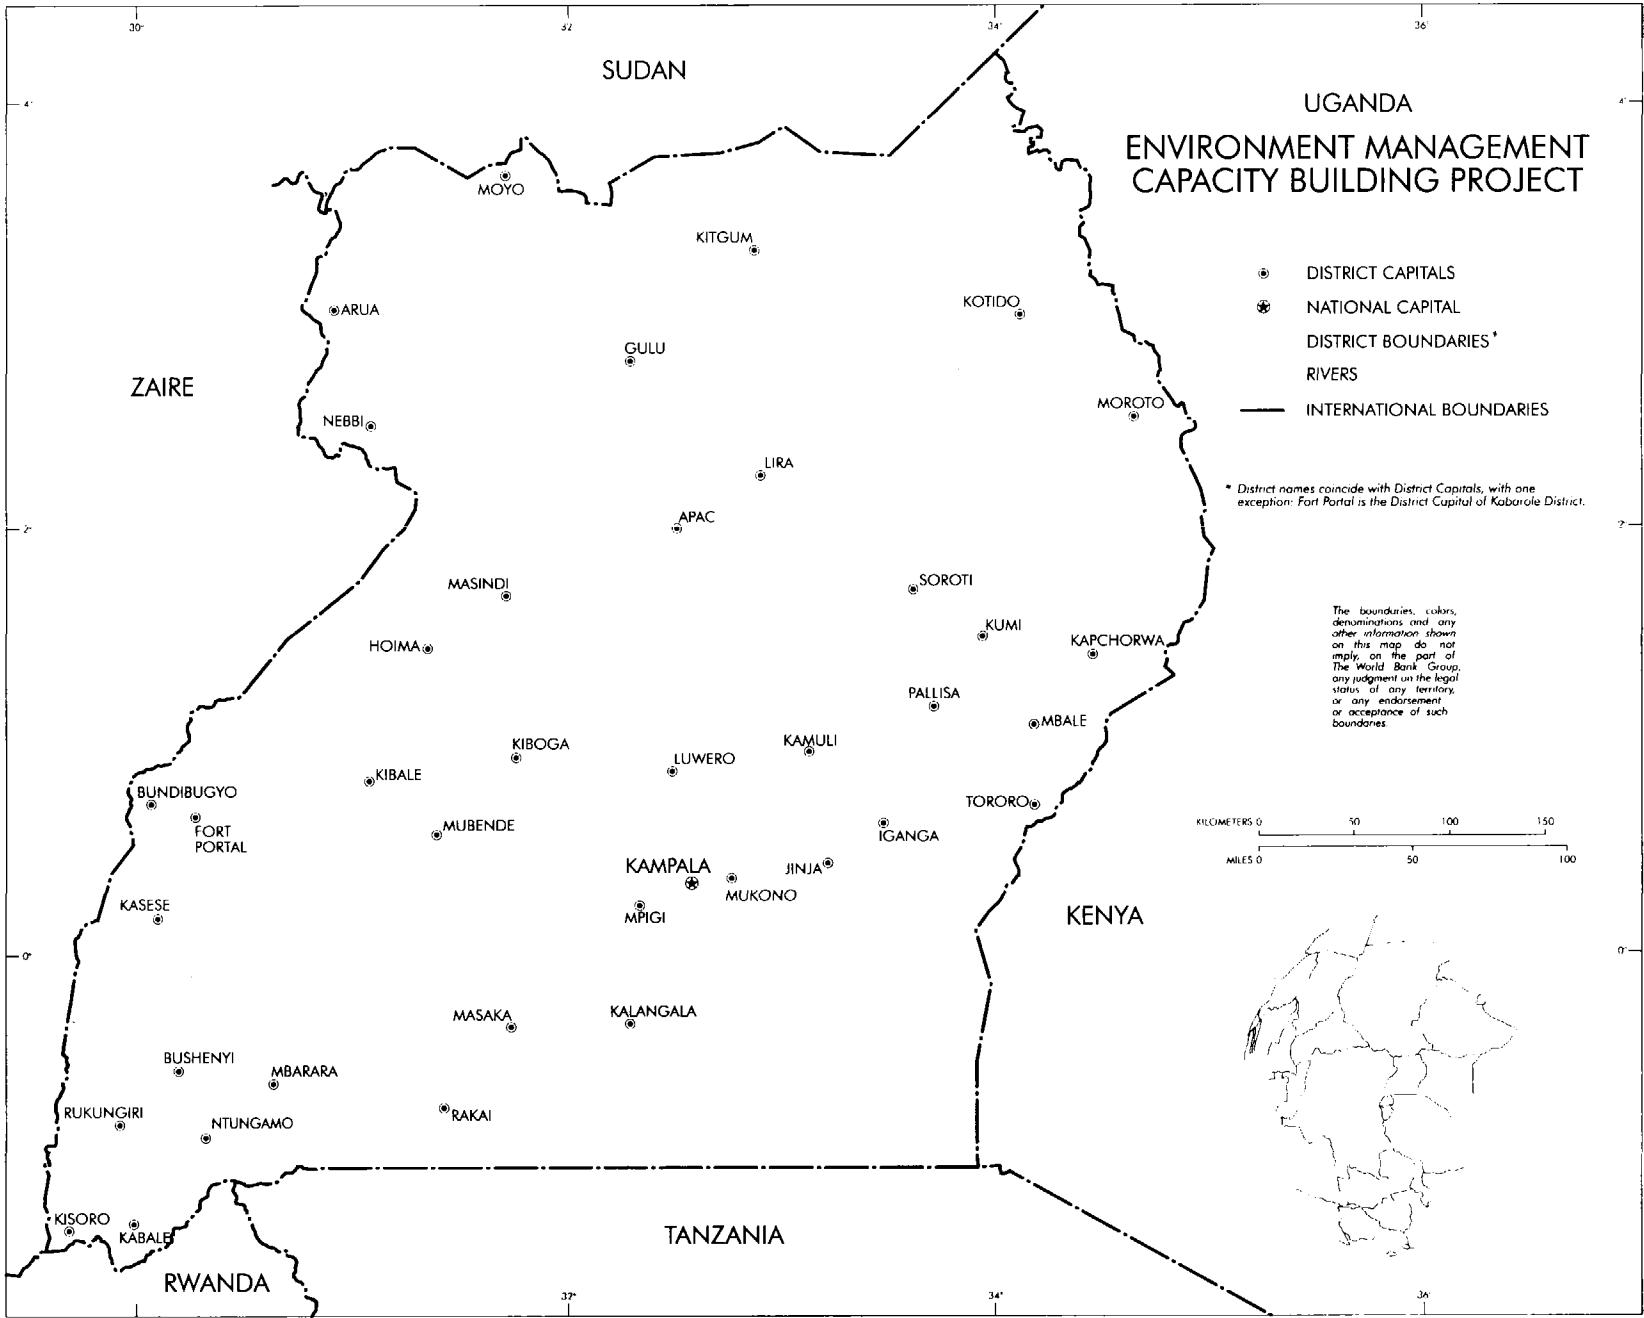 30°
32°
34°
36°
SUDAN
4°
4°
UGANDA
ENVIRONMENT MANAGEMENT
CAPACITY BUILDING PROJECT
MOYO
KITGUM
DISTRICT CAPITALS
KOTIDO
ARUA
NATIONAL CAPITAL
DISTRICT BOUNDARIES*
GULU
RIVERS
ZAIRE
MOROTO
INTERNATIONAL BOUNDARIES
NEBBI
LIRA
* District names coincide with District Capitals, with one
exception: Fort Portal is the District Capital of Kabarole District.
APAC
2°
2°
MASINDI
SOROTI
KUMI
HOIMA
KAPCHORWA
The boundaries, colors,
denominations and any
other information shown
on this map do not
imply, on the part of
The World Bank Group,
any judgment on the legal
status of any territory,
or any endorsement
or acceptance of such
boundaries.
PALLISA
MBALE
KIBOGA
KAMULI
LUWERO
KIBALE
BUNDIBUGYO
TORORO
FORT
PORTAL
MUBENDE
IGANGA
KILOMETERS 0 50 100 150
MILES 0 50 100
KAMPALA
JINJA
MUKONO
KASESE
MPIGI
KENYA
0°
0°
MASAKA
KALANGALA
BUSHENYI
MBARARA
RUKUNGIRI
RAKAI
NTUNGAMO
KISORO
KABALE
TANZANIA
RWANDA
30°
32°
34°
36°